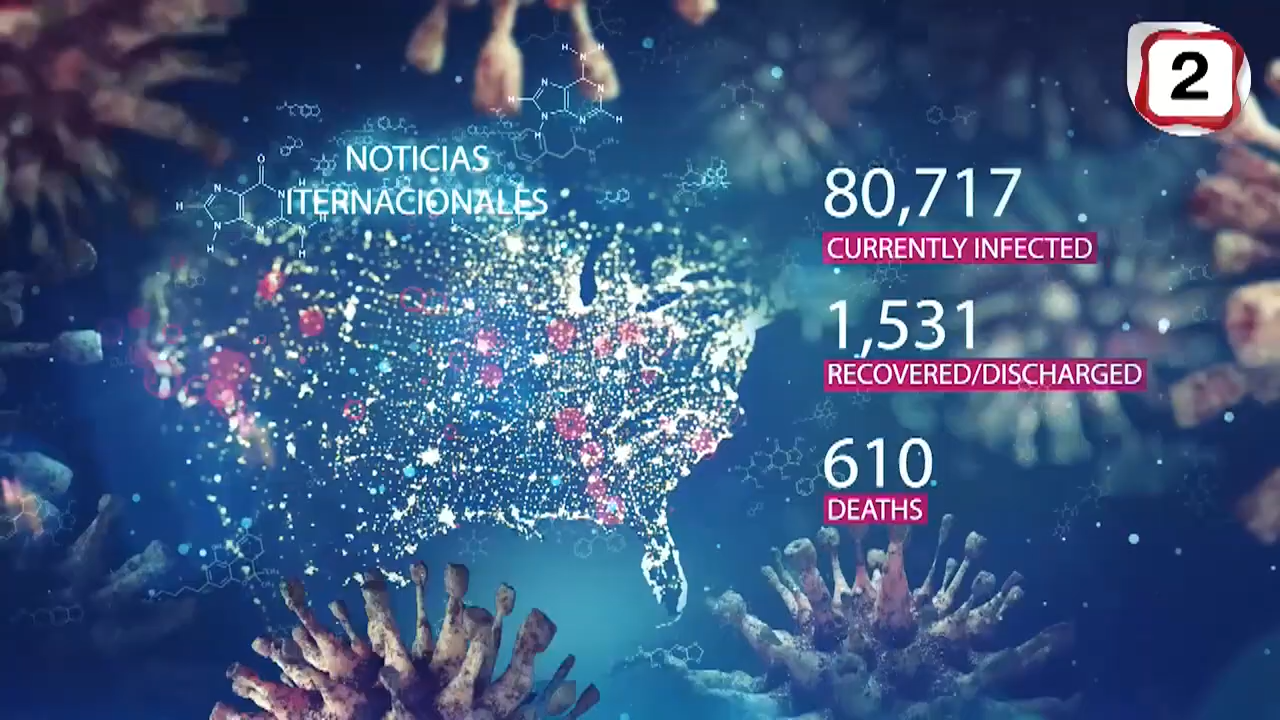 NOTICIAS
ITERNACIONALES
2
80,717
CURRENTLY INFECTED
1,531
RECOVERED/DISCHARGED
610
DEATHS